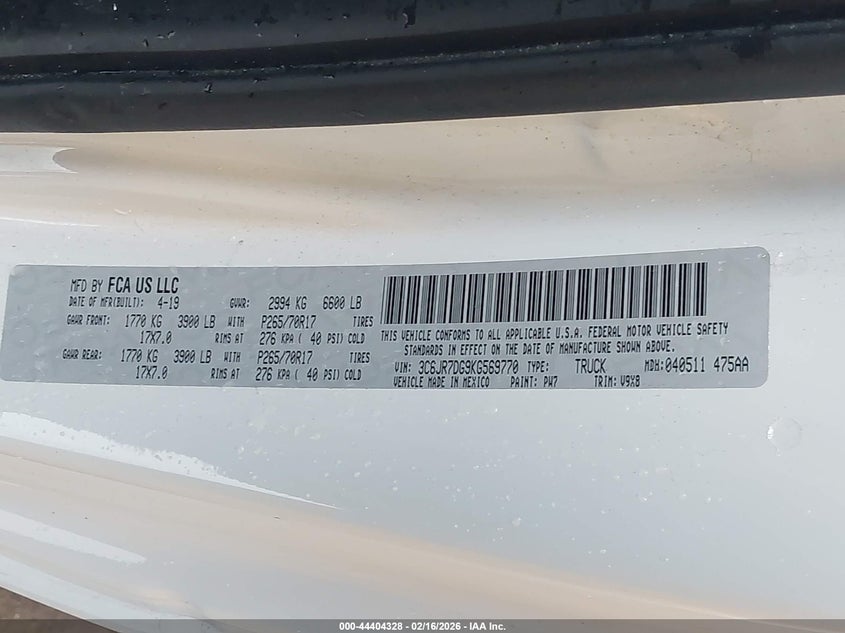 MFD BY FCA US LLC
DATE OF MFR(BUILT): 4-19 GVWR: 2994 KG 6600 LB
GAWR FRONT: 1770 KG 3900 LB WITH P265/70R17 TIRES
17X7.0 RIMS AT 276 KPA ( 40 PSI) COLD
GAWR REAR: 1770 KG 3900 LB WITH P265/70R17 TIRES
17X7.0 RIMS AT 276 KPA ( 40 PSI) COLD
THIS VEHICLE CONFORMS TO ALL APPLICABLE U.S.A. FEDERAL MOTOR VEHICLE SAFETY
STANDARDS IN EFFECT ON THE DATE OF MANUFACTURE SHOWN ABOVE.
VIN: 3C6JR7DG9KG569770 TYPE: TRUCK MDH: 040511 475AA
VEHICLE MADE IN MEXICO PAINT: PW7 TRIM: V9X8
000-44404328 - 02/16/2026 - IAA Inc.